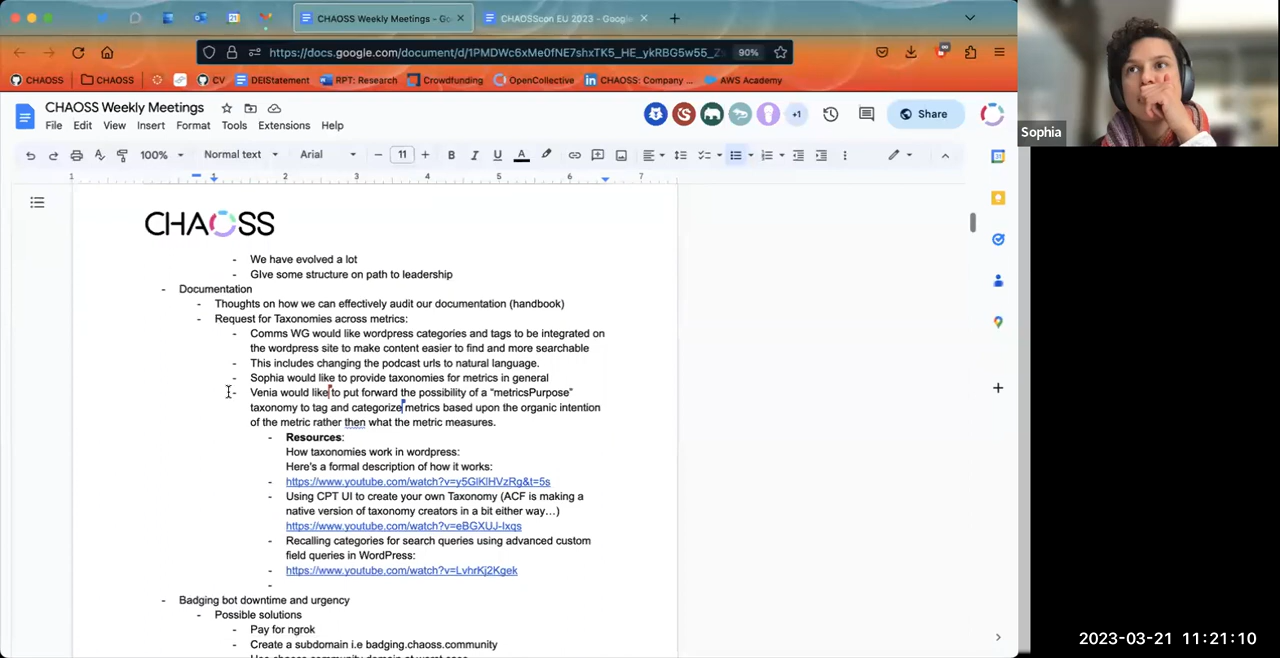 CHAOSS Weekly Meetings - Go
CHAOSScon EU 2023 - Google
https://docs.google.com/document/d/1PMDWc6xMe0fNE7shxTK5_HE_ykRBG5w55_Z
90%
CHAOSS
CHAOSS
CV
DEIStatement
RPT: Research
Crowdfunding
OpenCollective
CHAOSS: Company ...
AWS Academy
CHAOSS Weekly Meetings
File Edit View Insert Format Tools Extensions Help
+1
Share
100%
Normal text
Arial
11
B I U A
1 1 2 3 4 5 6 7
CHAOSS
- We have evolved a lot
- GIve some structure on path to leadership
- Documentation
- Thoughts on how we can effectively audit our documentation (handbook)
- Request for Taxonomies across metrics:
- Comms WG would like wordpress categories and tags to be integrated on
the wordpress site to make content easier to find and more searchable
- This includes changing the podcast urls to natural language.
- Sophia would like to provide taxonomies for metrics in general
- Venia would like to put forward the possibility of a “metricsPurpose”
taxonomy to tag and categorize metrics based upon the organic intention
of the metric rather then what the metric measures.
- Resources:
How taxonomies work in wordpress:
Here's a formal description of how it works:
- https://www.youtube.com/watch?v=y5GlKlHVzRg&t=5s
- Using CPT UI to create your own Taxonomy (ACF is making a
native version of taxonomy creators in a bit either way…)
https://www.youtube.com/watch?v=eBGXUJ-lxqs
- Recalling categories for search queries using advanced custom
field queries in WordPress:
- https://www.youtube.com/watch?v=LvhrKj2Kgek
-
- Badging bot downtime and urgency
- Possible solutions
- Pay for ngrok
- Create a subdomain i.e badging.chaoss.community
Sophia
2023-03-21 11:21:10